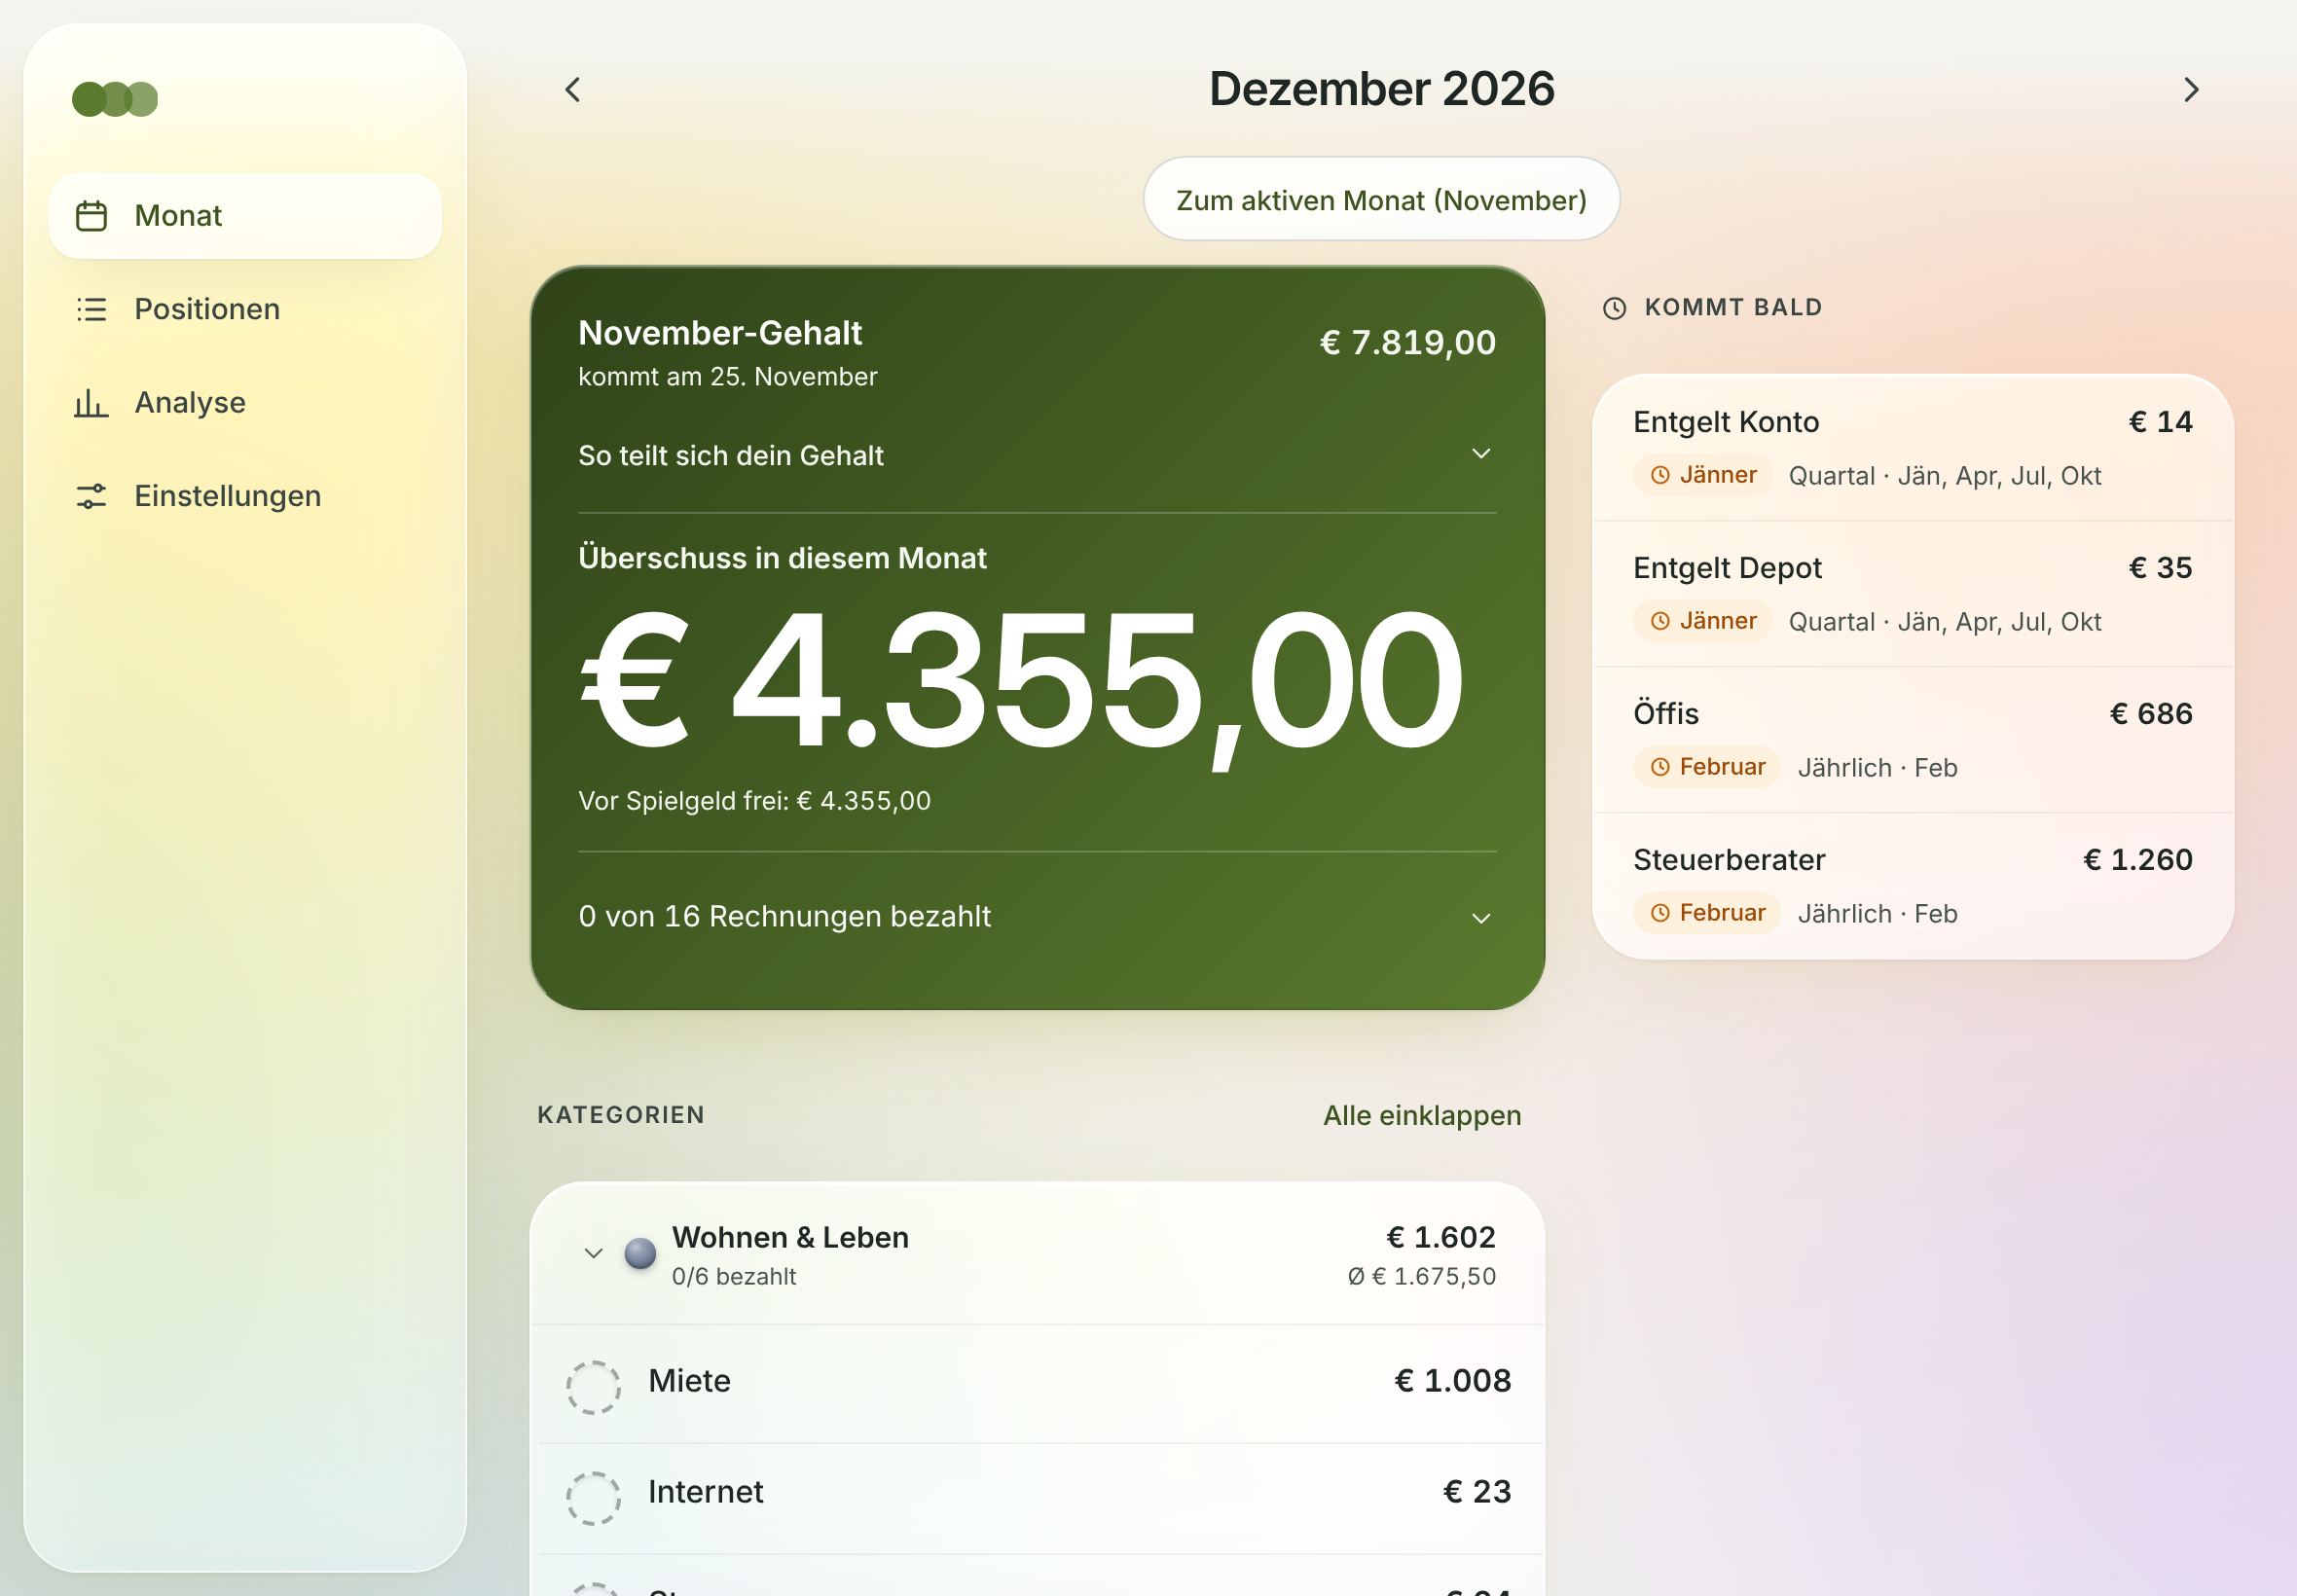 Monat
Positionen
Analyse
Einstellungen
Dezember 2026
Zum aktiven Monat (November)
November-Gehalt
€ 7.819,00
kommt am 25. November
So teilt sich dein Gehalt
Überschuss in diesem Monat
€ 4.355,00
Vor Spielgeld frei: € 4.355,00
0 von 16 Rechnungen bezahlt
KOMMT BALD
Entgelt Konto € 14
Jänner Quartal · Jän, Apr, Jul, Okt
Entgelt Depot € 35
Jänner Quartal · Jän, Apr, Jul, Okt
Öffis € 686
Februar Jährlich · Feb
Steuerberater € 1.260
Februar Jährlich · Feb
KATEGORIEN Alle einklappen
Wohnen & Leben € 1.602
0/6 bezahlt Ø € 1.675,50
Miete € 1.008
Internet € 23